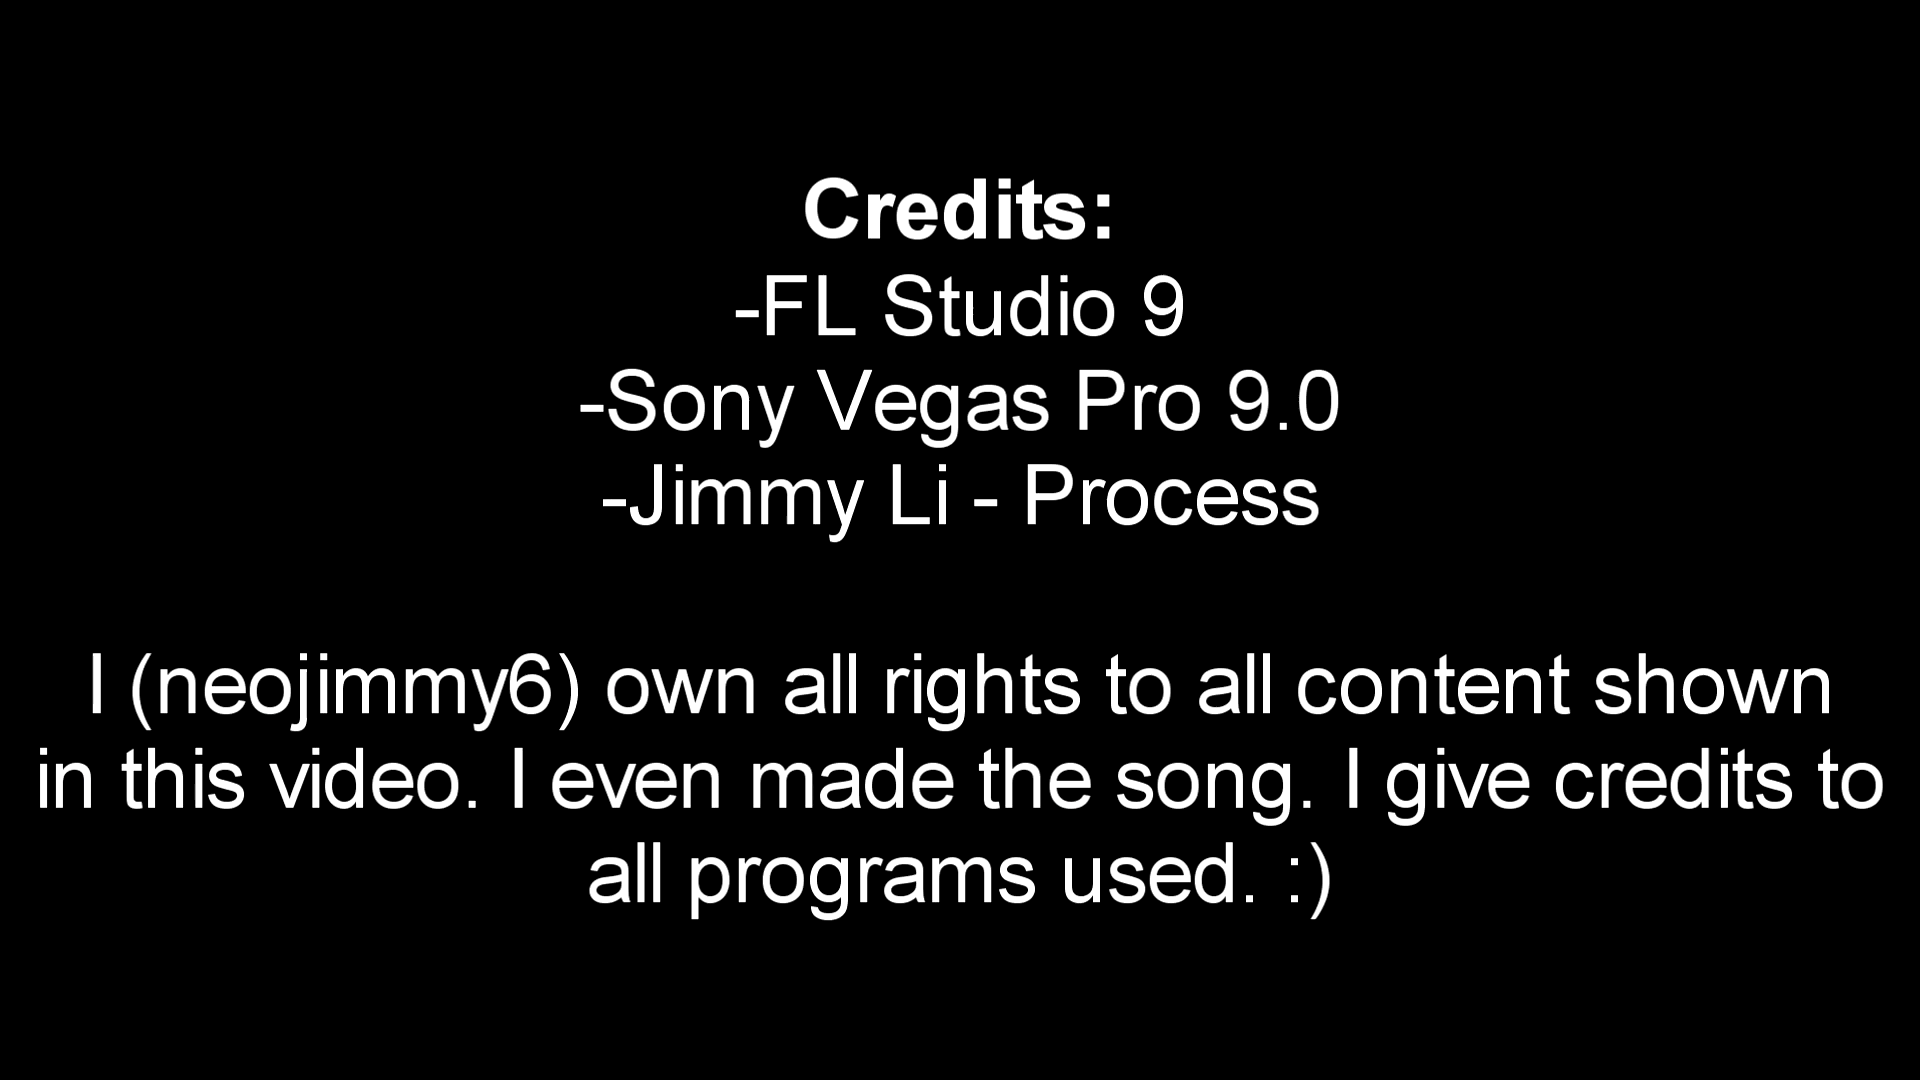 Credits:
-FL Studio 9
-Sony Vegas Pro 9.0
-Jimmy Li - Process
I (neojimmy6) own all rights to all content shown
in this video. I even made the song. I give credits to
all programs used. :)